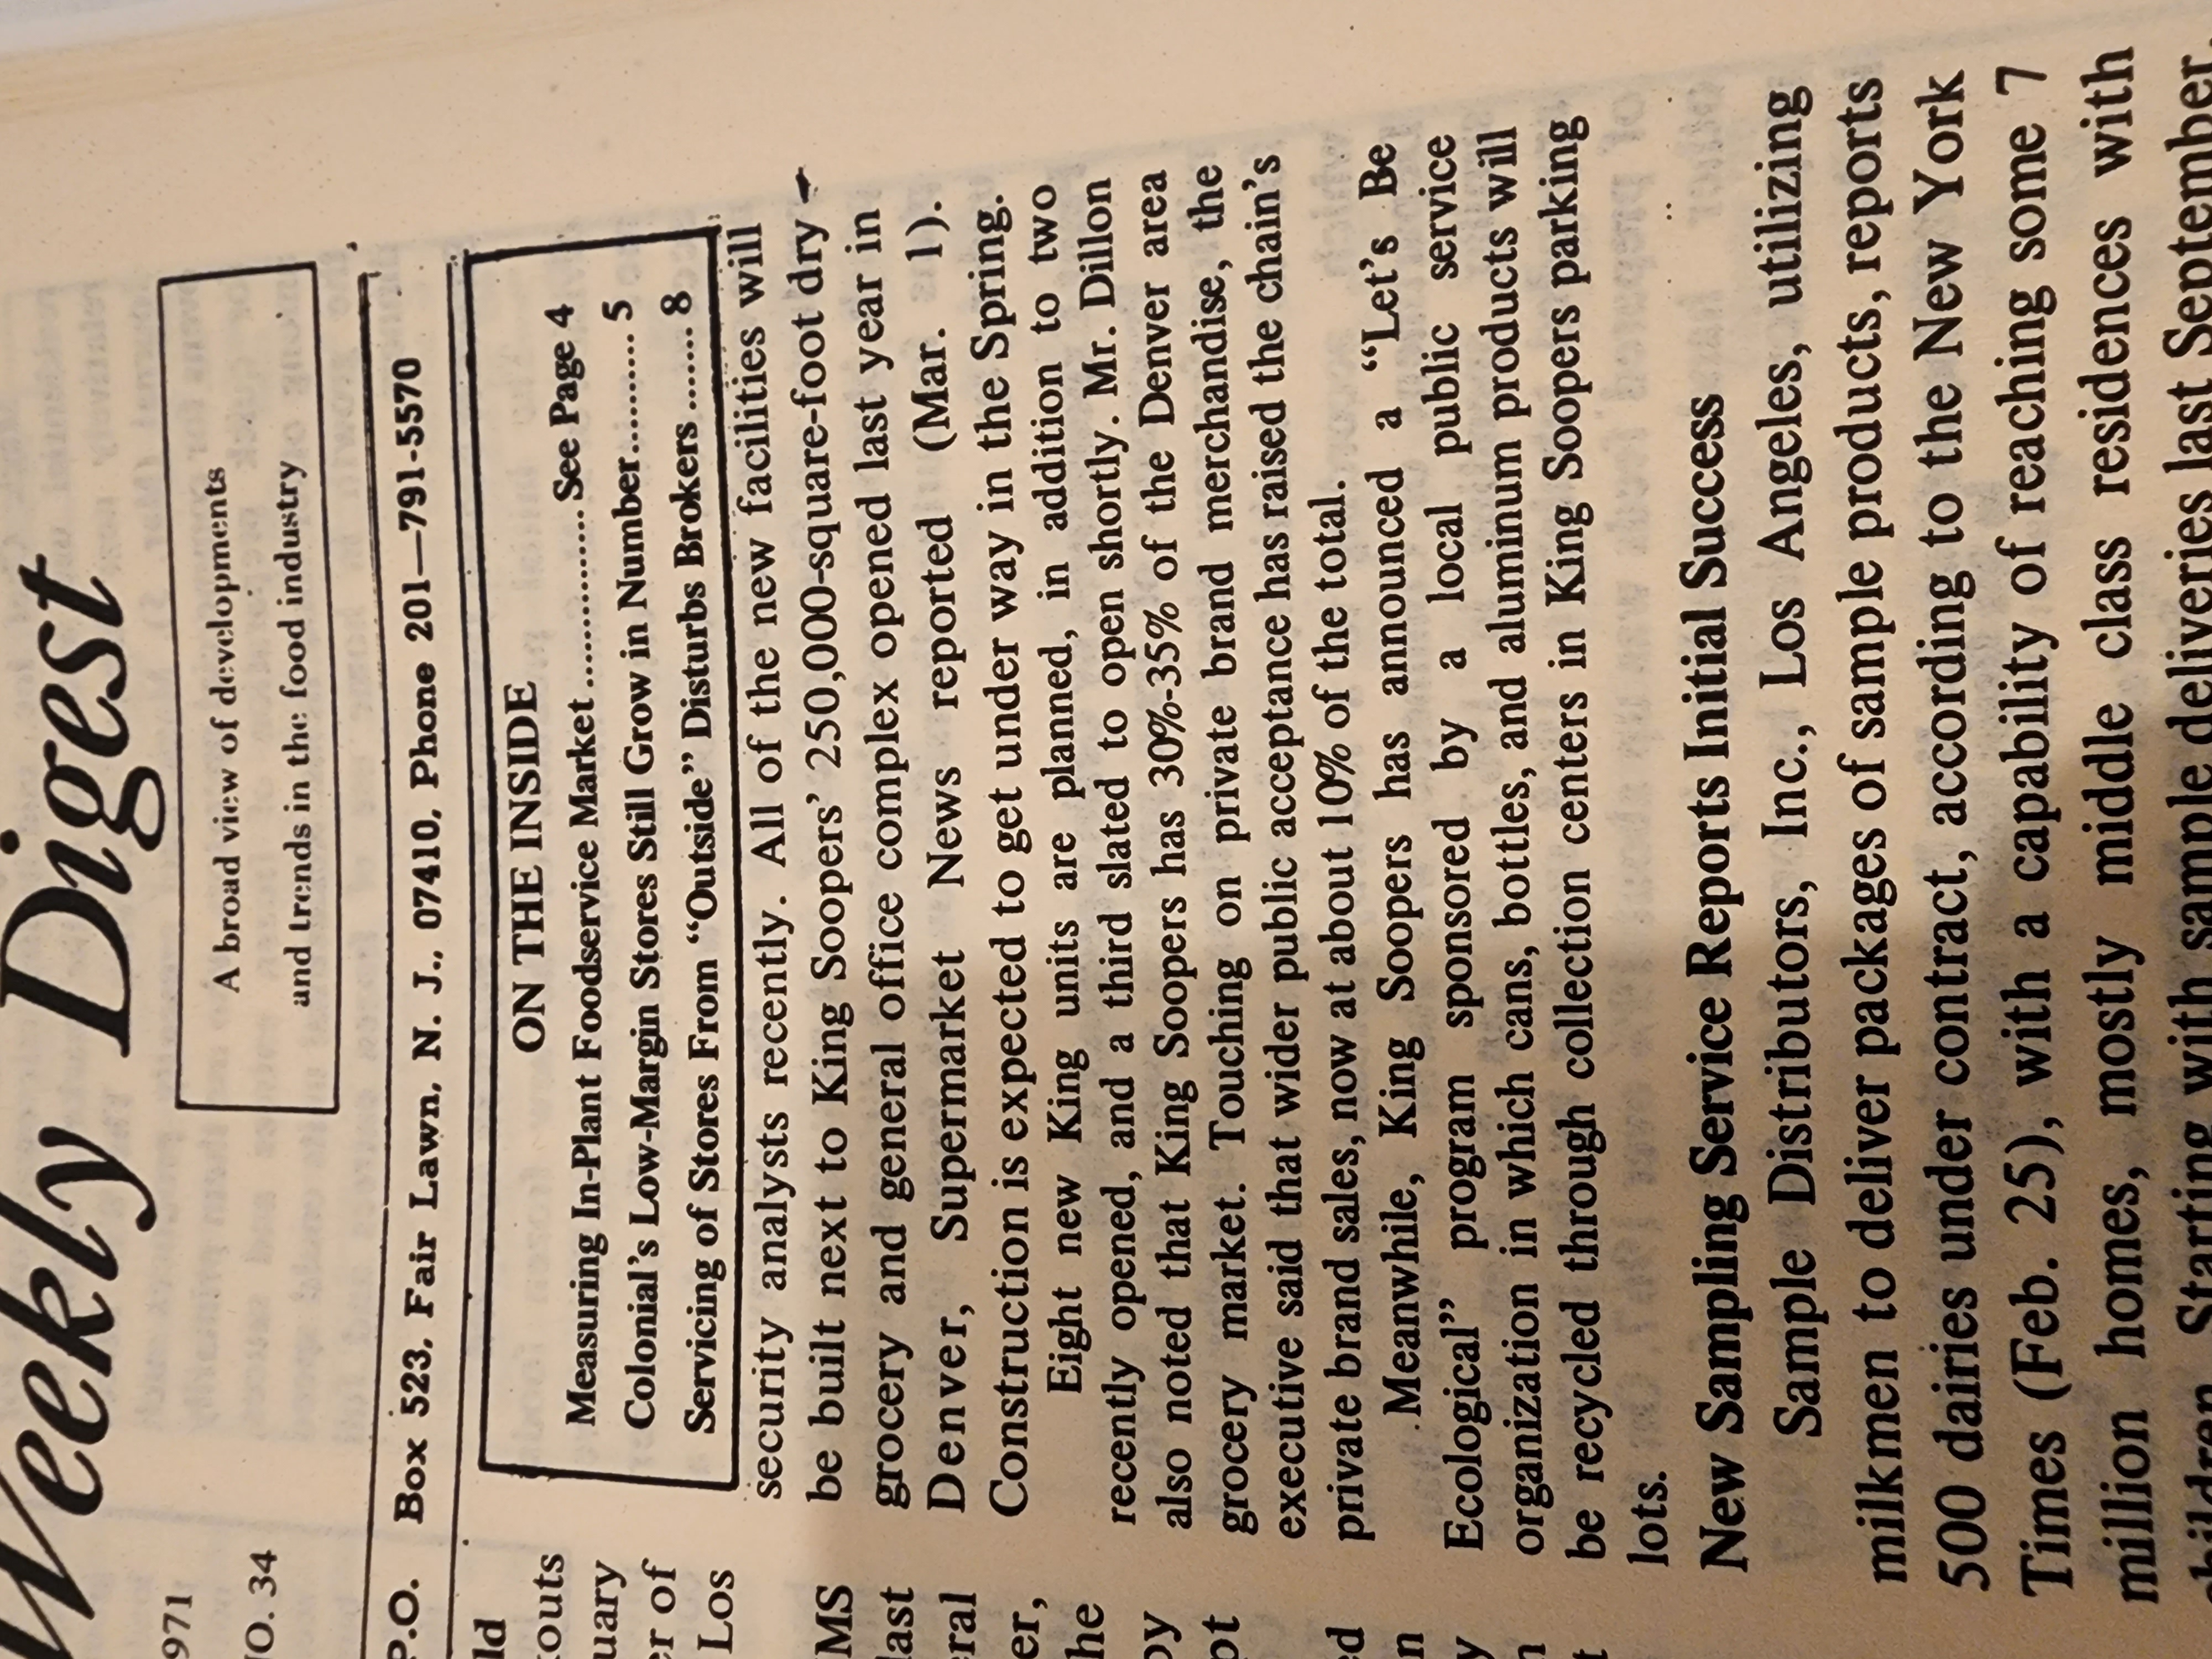 Weekly Digest
A broad view of developments
and trends in the food industry
971
NO. 34
P.O. Box 523, Fair Lawn, N. J., 07410, Phone 201—791-5570
ON THE INSIDE
Measuring In-Plant Foodservice Market............See Page 4
Colonial's Low-Margin Stores Still Grow in Number..........5
Servicing of Stores From “Outside” Disturbs Brokers.......8
security analysts recently. All of the new facilities will
be built next to King Soopers' 250,000-square-foot dry
grocery and general office complex opened last year in
Denver, Supermarket News reported (Mar. 1).
Construction is expected to get under way in the Spring.
Eight new King units are planned, in addition to two
recently opened, and a third slated to open shortly. Mr. Dillon
also noted that King Soopers has 30%-35% of the Denver area
grocery market. Touching on private brand merchandise, the
executive said that wider public acceptance has raised the chain's
private brand sales, now at about 10% of the total.
Meanwhile, King Soopers has announced a “Let's Be
Ecological” program sponsored by a local public service
organization in which cans, bottles, and aluminum products will
be recycled through collection centers in King Soopers parking
lots.
New Sampling Service Reports Initial Success
Sample Distributors, Inc., Los Angeles, utilizing
milkmen to deliver packages of sample products, reports
500 dairies under contract, according to the New York
Times (Feb. 25), with a capability of reaching some 7
million homes, mostly middle class residences with
children. Starting with sample deliveries last September,